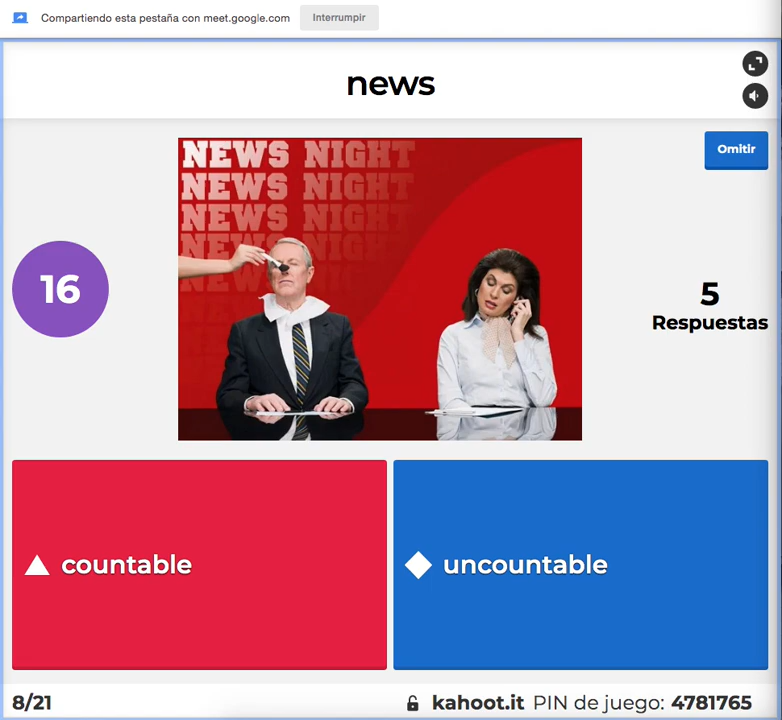 Compartiendo esta pestaña con meet.google.com
Interrumpir
news
Omitir
NEWS NIGHT
NEWS NIGHT
NEWS NIGHT
NEWS NIGHT
16
5
Respuestas
countable
uncountable
8/21
kahoot.it PIN de juego: 4781765